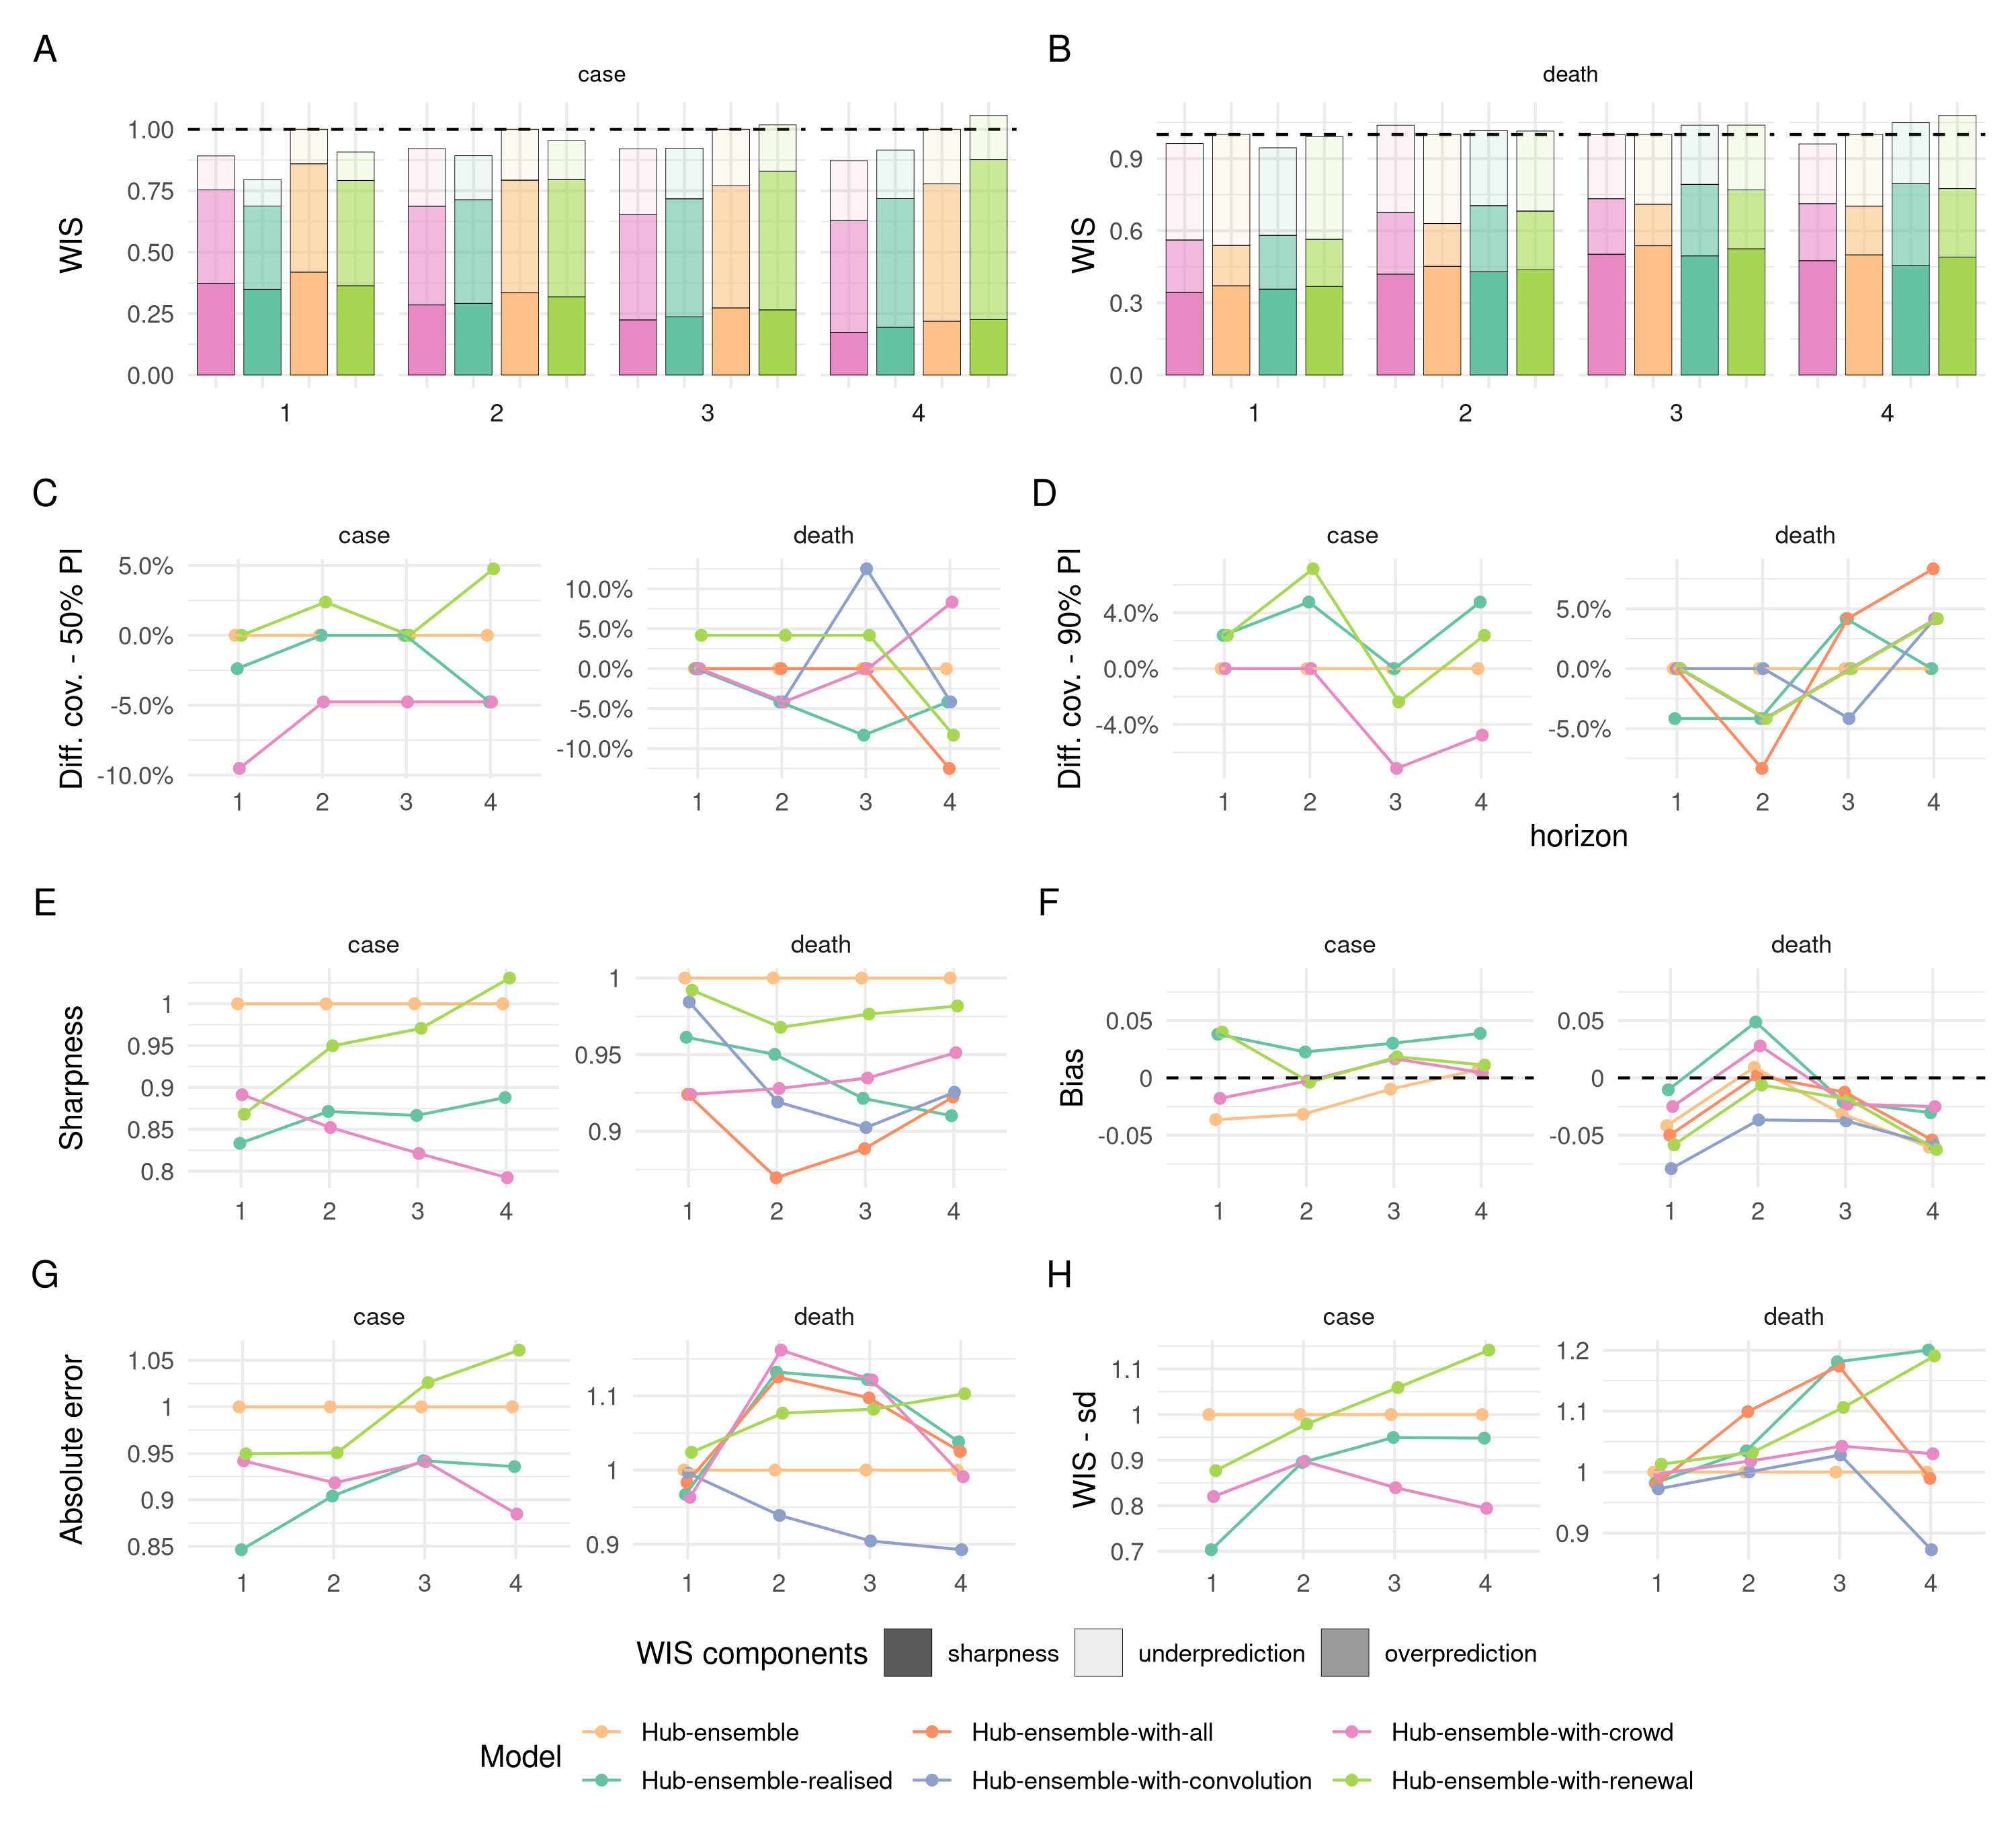 A
B
case
death
WIS
1.00
0.75
0.50
0.25
0.00
1 2 3 4
WIS
0.9
0.6
0.3
0.0
1 2 3 4
C
D
case
death
Diff. cov. - 50% PI
5.0%
0.0%
-5.0%
-10.0%
1 2 3 4
10.0%
5.0%
0.0%
-5.0%
-10.0%
1 2 3 4
case
death
Diff. cov. - 90% PI
4.0%
0.0%
-4.0%
1 2 3 4
5.0%
0.0%
-5.0%
1 2 3 4
horizon
E
F
case
death
Sharpness
1
0.95
0.9
0.85
0.8
1 2 3 4
1
0.95
0.9
1 2 3 4
case
death
Bias
0.05
0
-0.05
1 2 3 4
0.05
0
-0.05
1 2 3 4
G
H
case
death
Absolute error
1.05
1
0.95
0.9
0.85
1 2 3 4
1.1
1
0.9
1 2 3 4
case
death
WIS - sd
1.1
1
0.9
0.8
0.7
1 2 3 4
1.2
1.1
1
0.9
1 2 3 4
WIS components sharpness underprediction overprediction
Model
Hub-ensemble Hub-ensemble-with-all Hub-ensemble-with-crowd
Hub-ensemble-realised Hub-ensemble-with-convolution Hub-ensemble-with-renewal